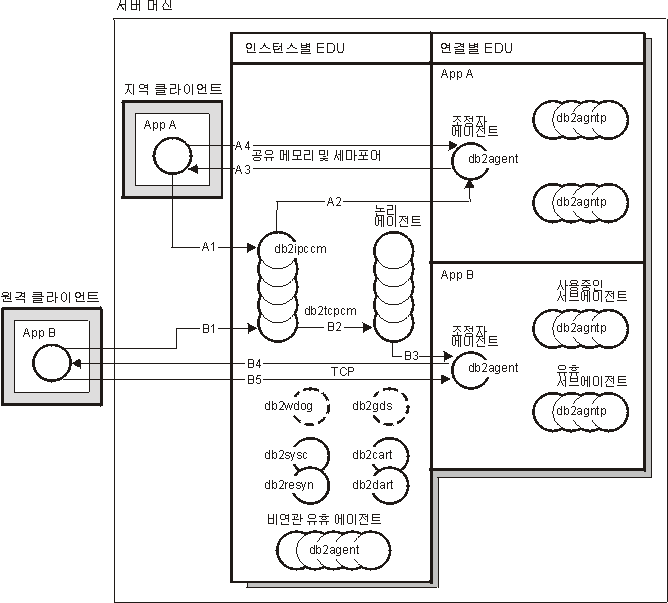 서버 머신
인스턴스별 EDU
연결별 EDU
지역 클라이언트
App A
App A
조정자
에이전트
db2agent
db2agntp
db2agntp
A4
공유 메모리 및 세마포어
A3
A2
논리
에이전트
A1
db2ipccm
원격 클라이언트
App B
db2tcpcm
B1
B2
App B
조정자
에이전트
db2agent
사용중인
서브에이전트
db2agntp
유휴
서브에이전트
db2agntp
B3
B4
TCP
B5
db2wdog
db2gds
db2sysc
db2cart
db2resyn
db2dart
비연관 유휴 에이전트
db2agent